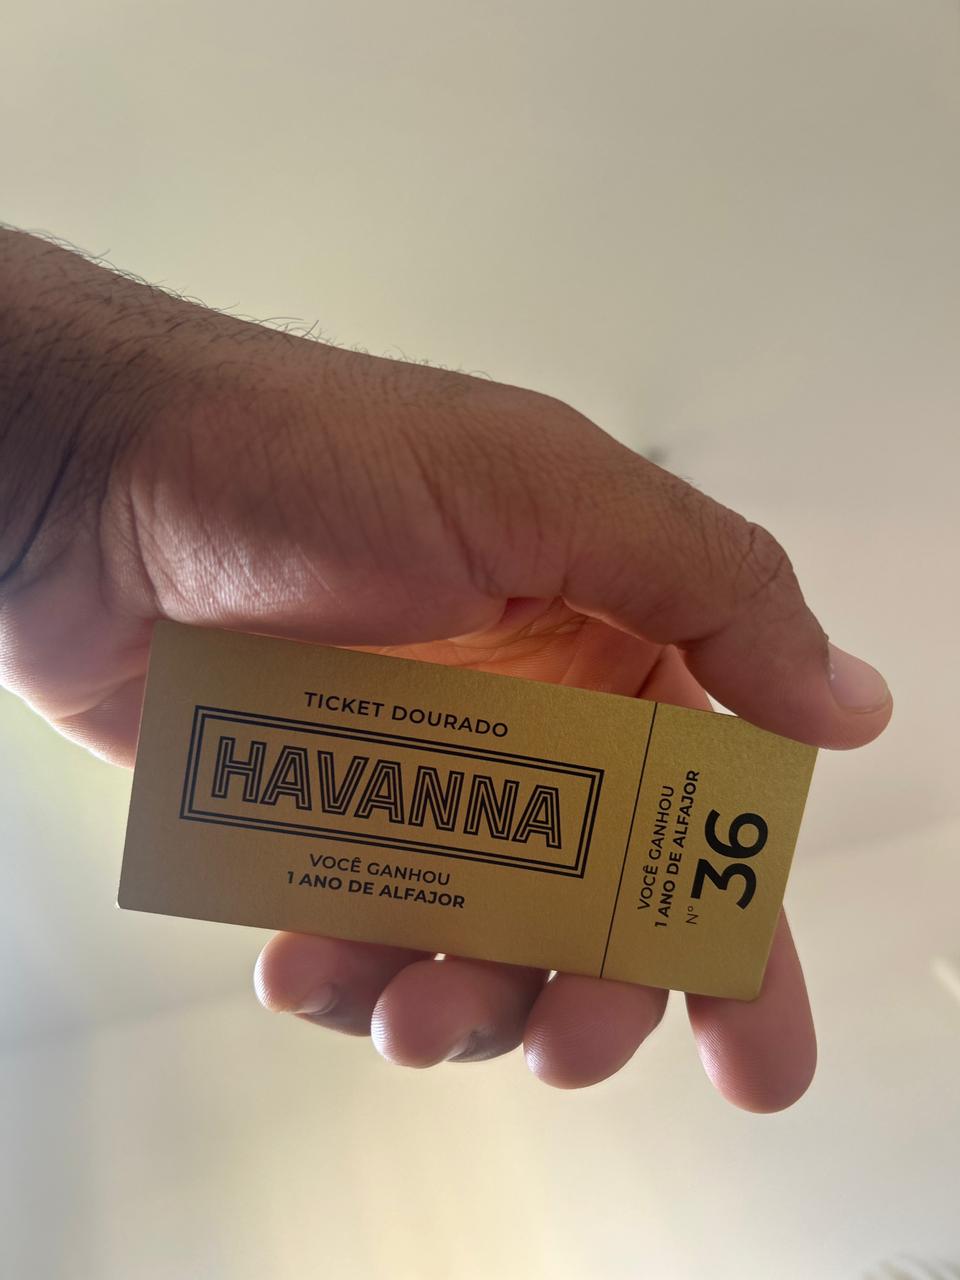 TICKET DOURADO
HAVANNA
VOCÊ GANHOU
1 ANO DE ALFAJOR
VOCÊ GANHOU
1 ANO DE ALFAJOR
Nº 36